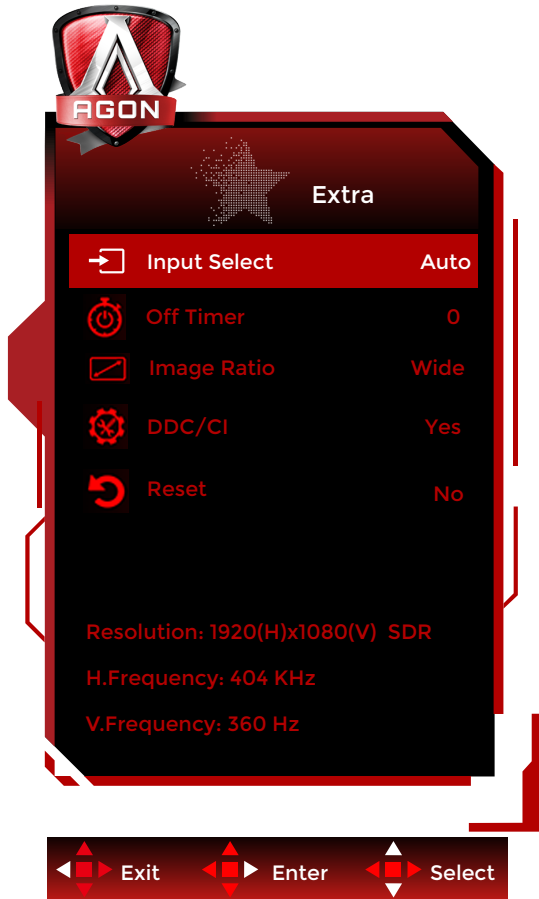 AGON
Extra
Input Select Auto
Off Timer 0
Image Ratio Wide
DDC/CI Yes
Reset No
Resolution: 1920(H)x1080(V) SDR
H.Frequency: 404 KHz
V.Frequency: 360 Hz
Exit Enter Select